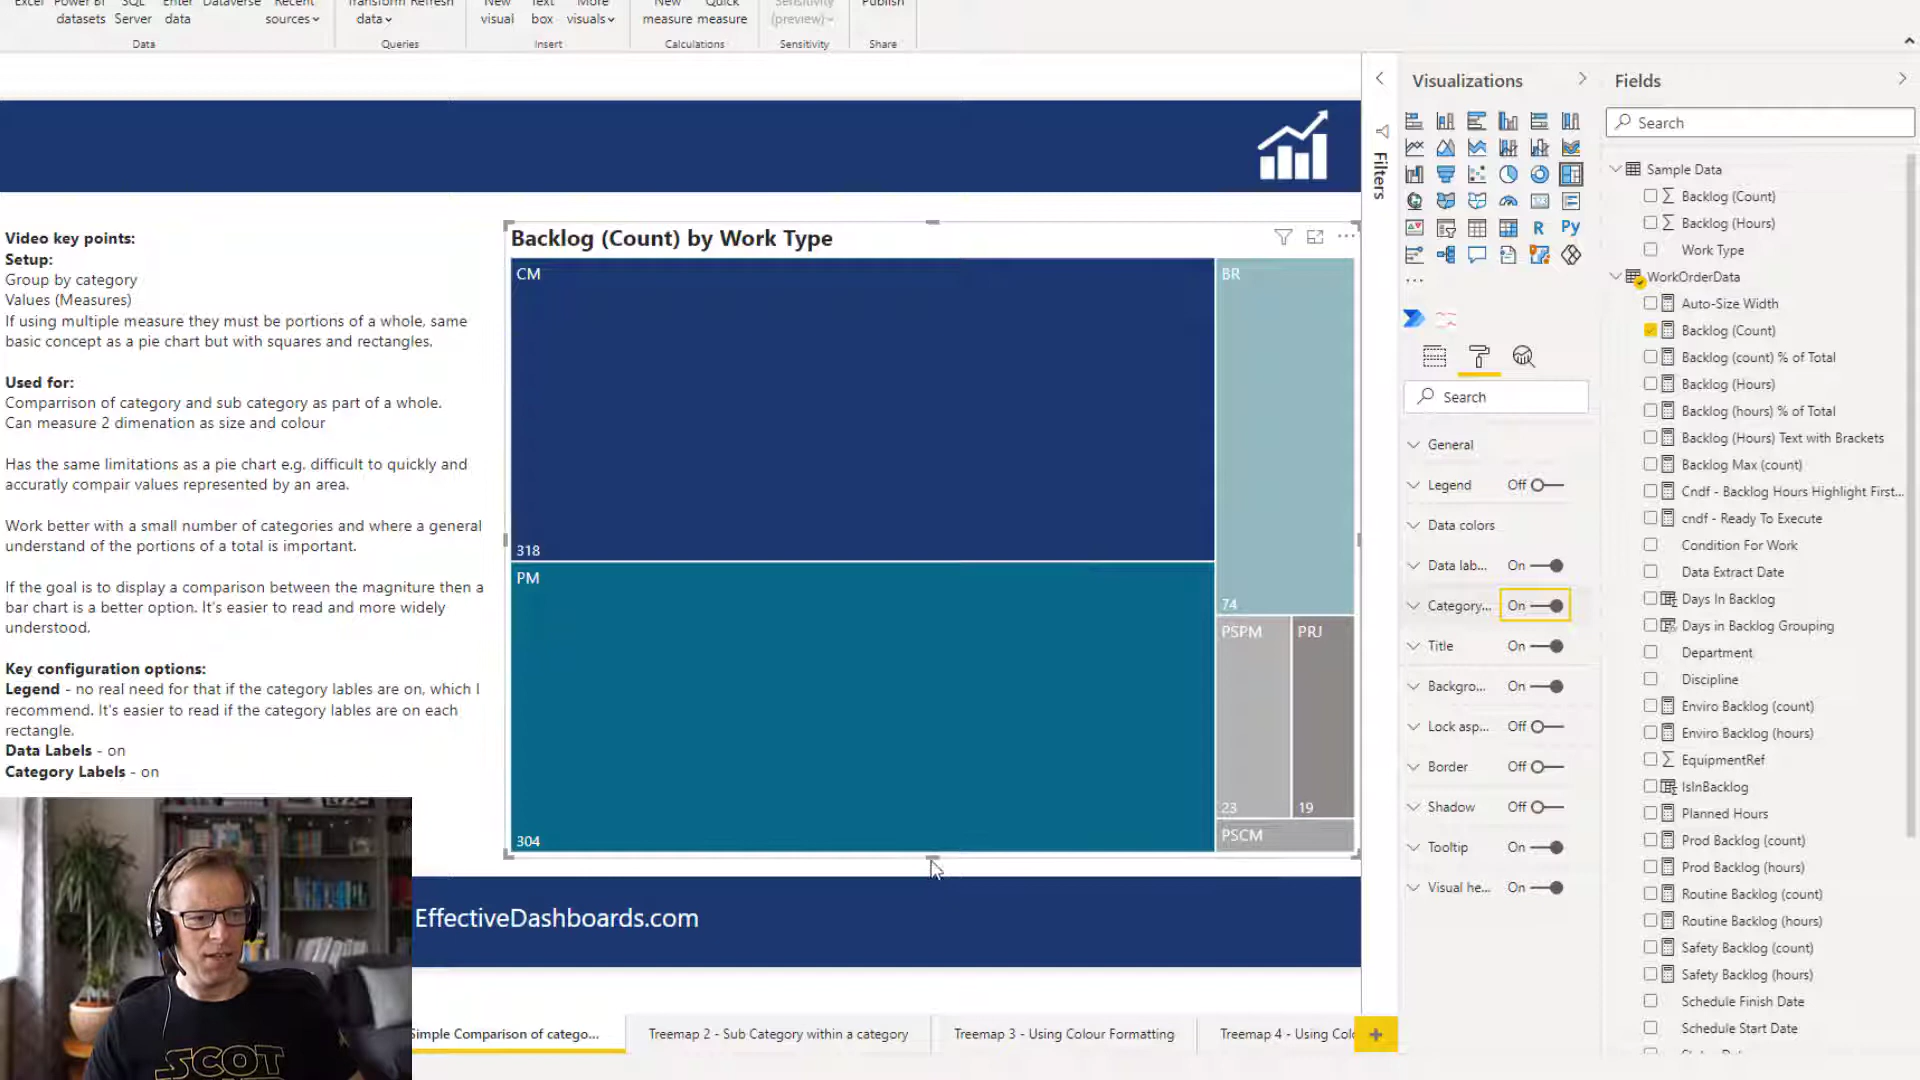 Excel
Power BI
datasets
SQL
Server
Enter
data
Dataverse
Recent
sources
Transform
data
Refresh
New
visual
Text
box
More
visuals
New
measure
Quick
measure
Sensitivity
(preview)
Publish
Data
Queries
Insert
Calculations
Sensitivity
Share
Video key points:
Setup:
Group by category
Values (Measures)
If using multiple measure they must be portions of a whole, same
basic concept as a pie chart but with squares and rectangles.
Used for:
Comparrison of category and sub category as part of a whole.
Can measure 2 dimenation as size and colour
Has the same limitations as a pie chart e.g. difficult to quickly and
accuratly compair values represented by an area.
Work better with a small number of categories and where a general
understand of the portions of a total is important.
If the goal is to display a comparison between the magniture then a
bar chart is a better option. It's easier to read and more widely
understood.
Key configuration options:
Legend - no real need for that if the category lables are on, which I
recommend. It's easier to read if the category lables are on each
rectangle.
Data Labels - on
Category Labels - on
Backlog (Count) by Work Type
CM
318
PM
304
BR
74
PSPM
23
PRJ
19
PSCM
EffectiveDashboards.com
SCOT
Simple Comparison of catego...
Treemap 2 - Sub Category within a category
Treemap 3 - Using Colour Formatting
Treemap 4 - Using Colo
Filters
Visualizations
R
Py
Search
General
Legend Off
Data colors
Data lab... On
Category... On
Title On
Backgro... On
Lock asp... Off
Border Off
Shadow Off
Tooltip On
Visual he... On
Fields
Search
Sample Data
Backlog (Count)
Backlog (Hours)
Work Type
WorkOrderData
Auto-Size Width
Backlog (Count)
Backlog (count) % of Total
Backlog (Hours)
Backlog (hours) % of Total
Backlog (Hours) Text with Brackets
Backlog Max (count)
Cndf - Backlog Hours Highlight First...
cndf - Ready To Execute
Condition For Work
Data Extract Date
Days In Backlog
Days in Backlog Grouping
Department
Discipline
Enviro Backlog (count)
Enviro Backlog (hours)
EquipmentRef
IsInBacklog
Planned Hours
Prod Backlog (count)
Prod Backlog (hours)
Routine Backlog (count)
Routine Backlog (hours)
Safety Backlog (count)
Safety Backlog (hours)
Schedule Finish Date
Schedule Start Date